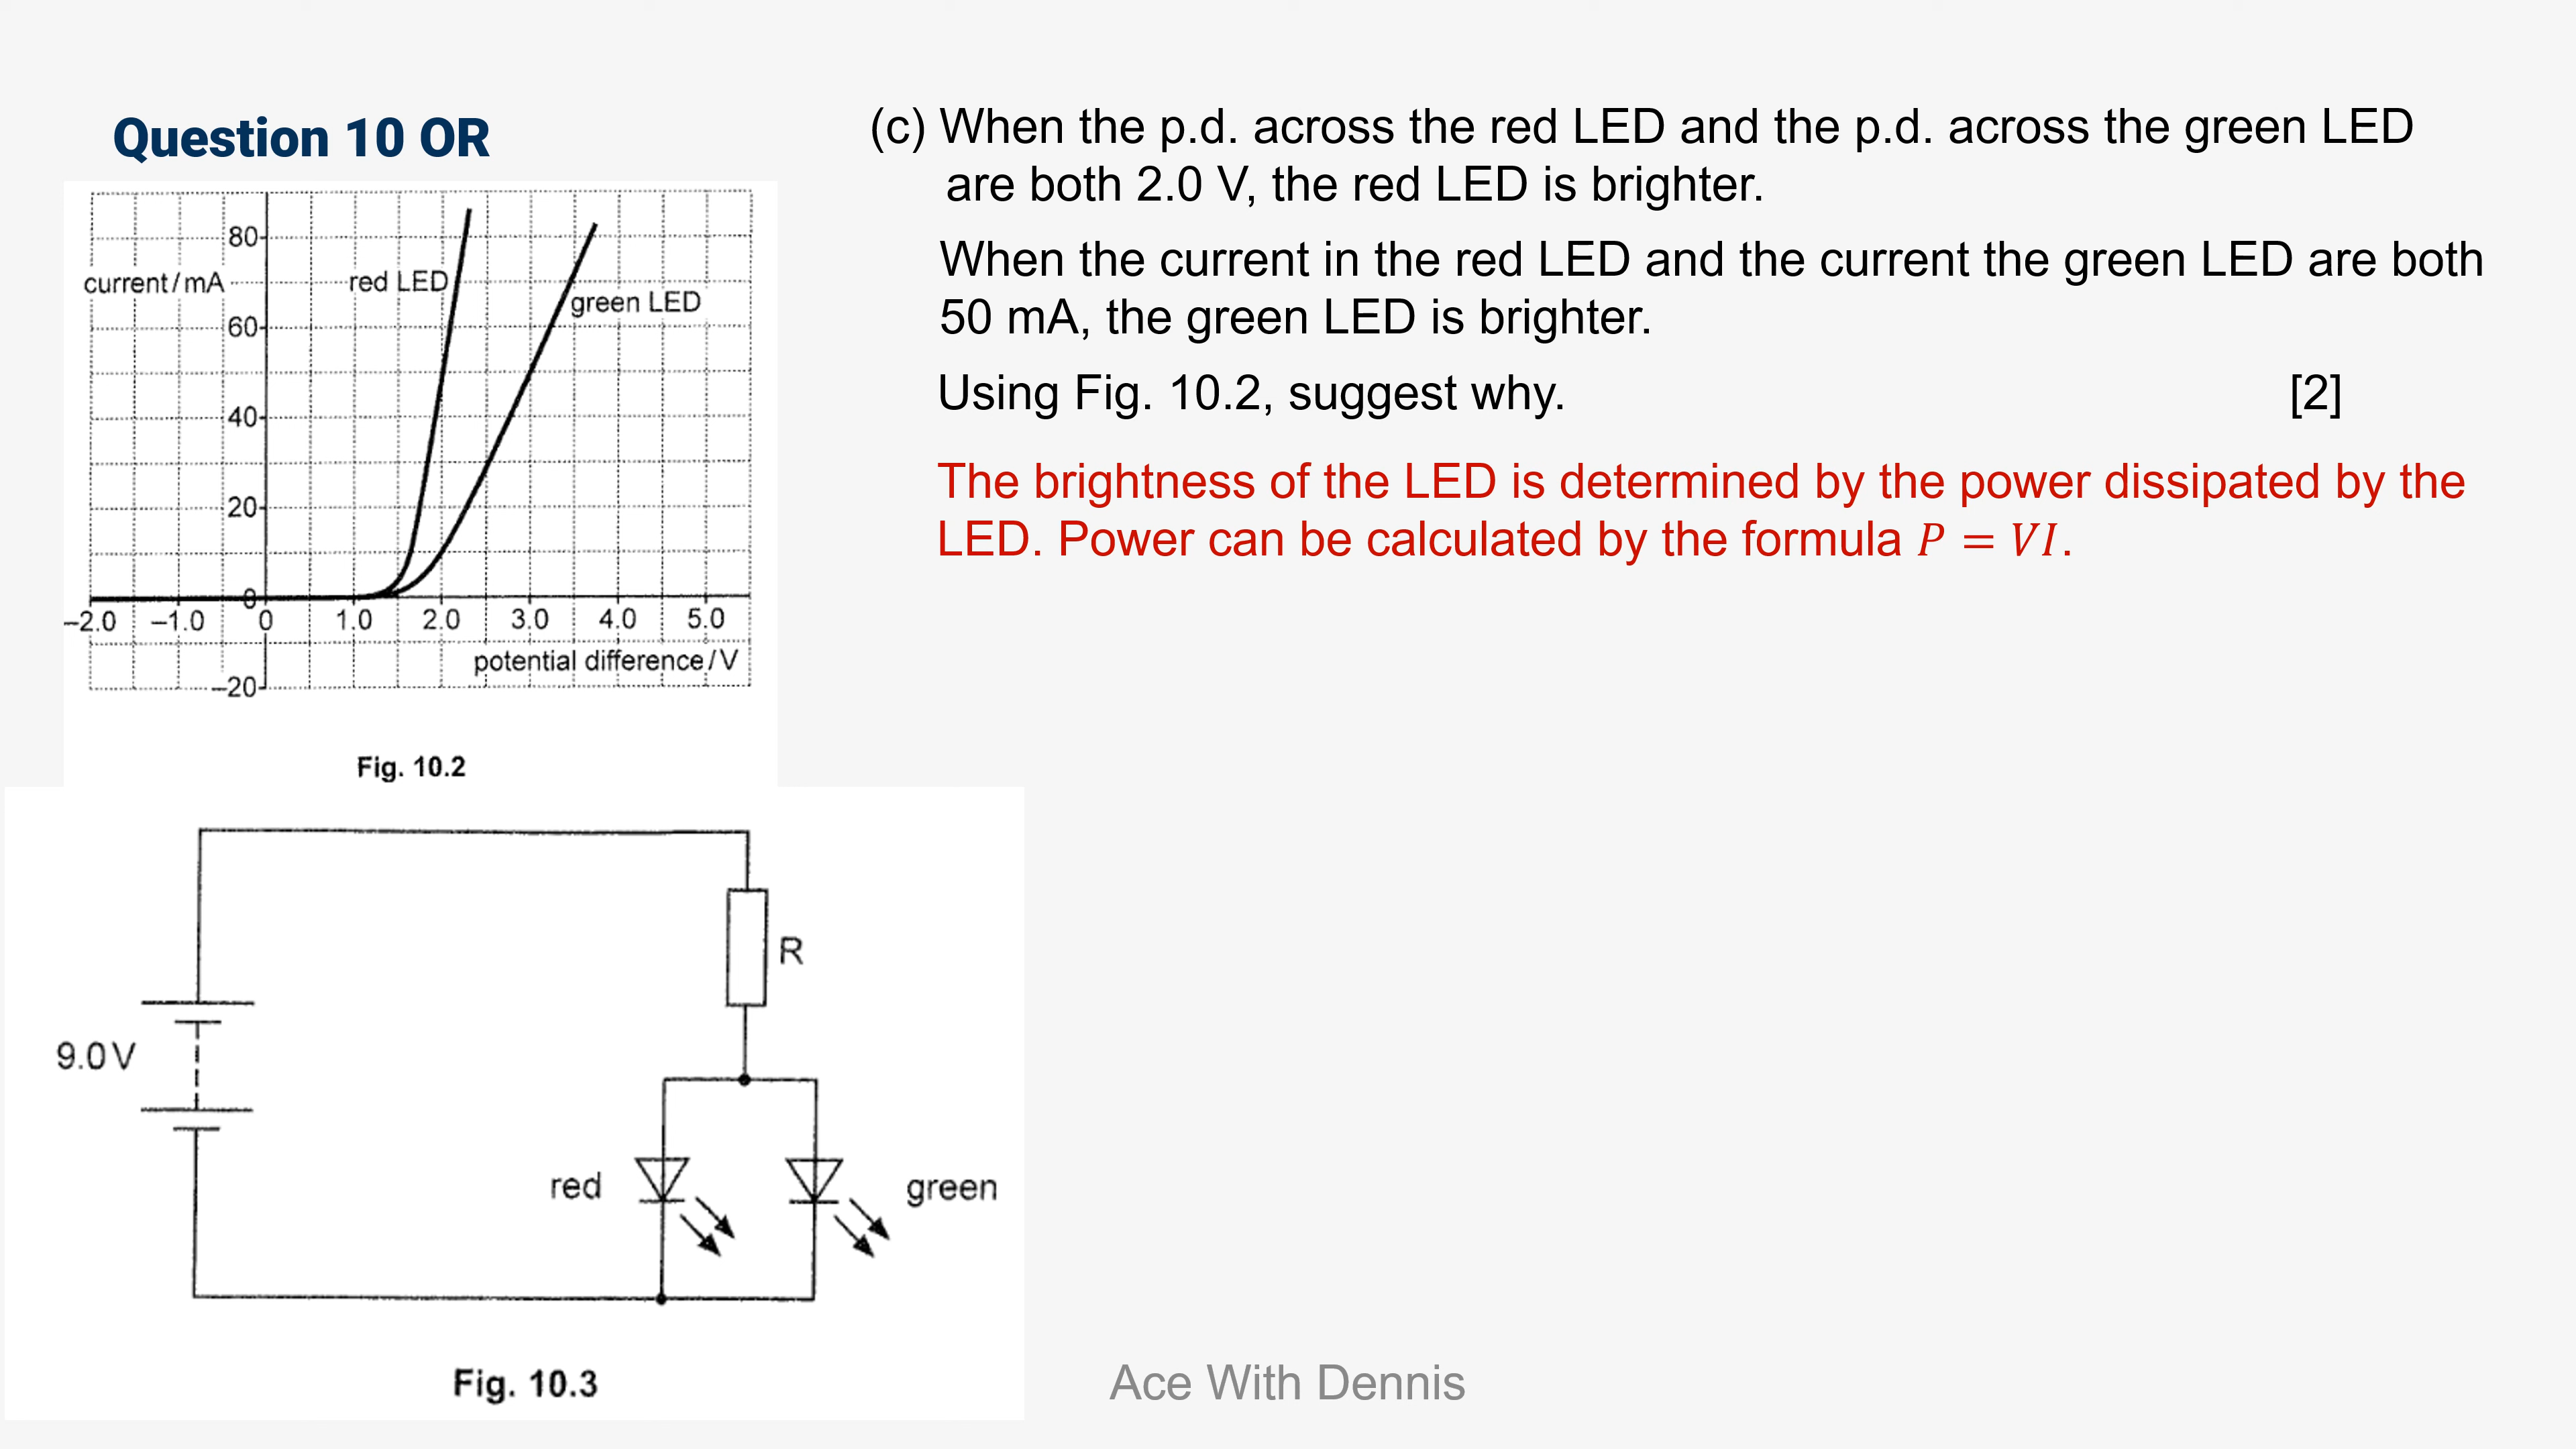 Question 10 OR
80
current/mA
red LED
green LED
60
40
20
0
–2.0 –1.0 0 1.0 2.0 3.0 4.0 5.0
potential difference/V
–20
Fig. 10.2
R
9.0V
red
green
Fig. 10.3
(c) When the p.d. across the red LED and the p.d. across the green LED
are both 2.0 V, the red LED is brighter.
When the current in the red LED and the current the green LED are both
50 mA, the green LED is brighter.
Using Fig. 10.2, suggest why. [2]
The brightness of the LED is determined by the power dissipated by the
LED. Power can be calculated by the formula P = VI.
Ace With Dennis